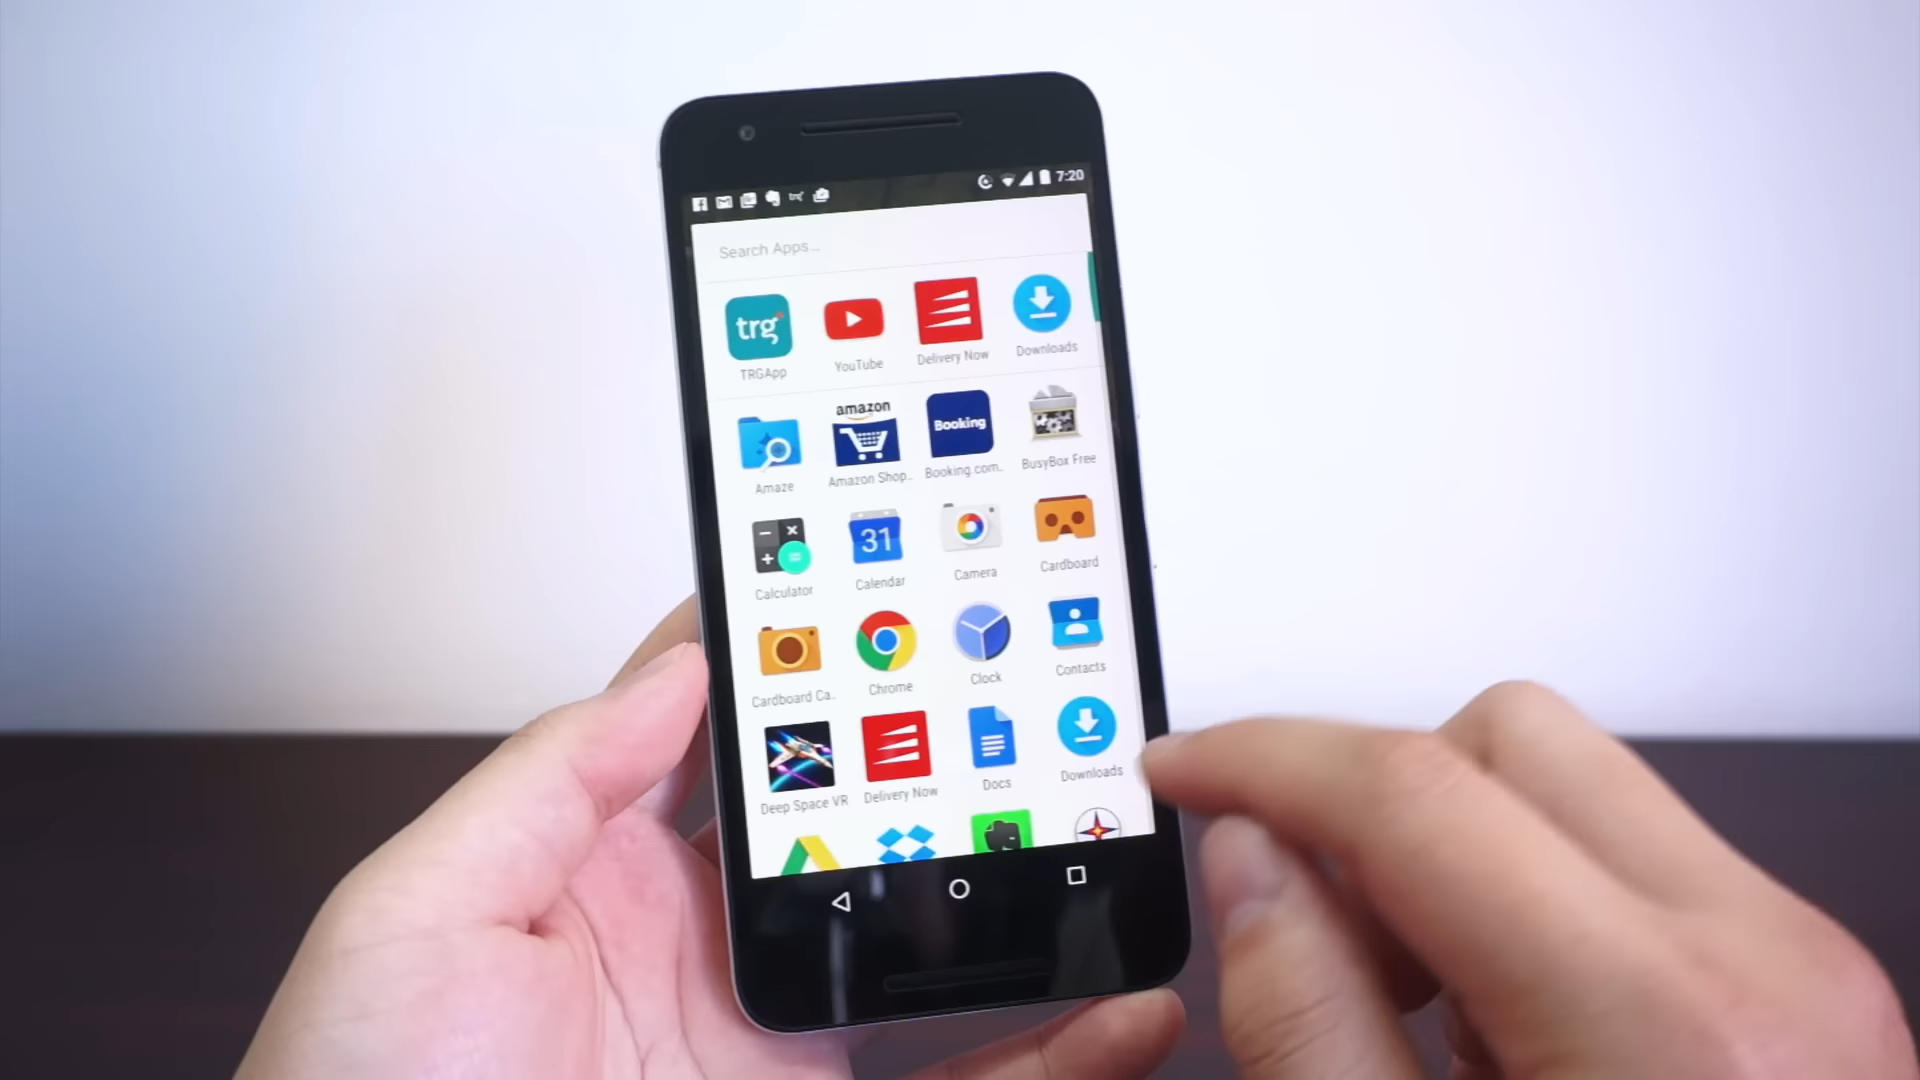 trg 7:20
Search Apps...
trg
TRGApp YouTube Delivery Now Downloads
amazon Booking
Amaze Amazon Shop.. Booking.com.. BusyBox Free
31
Calculator Calendar Camera Cardboard
Cardboard Ca.. Chrome Clock Contacts
Deep Space VR Delivery Now Docs Downloads